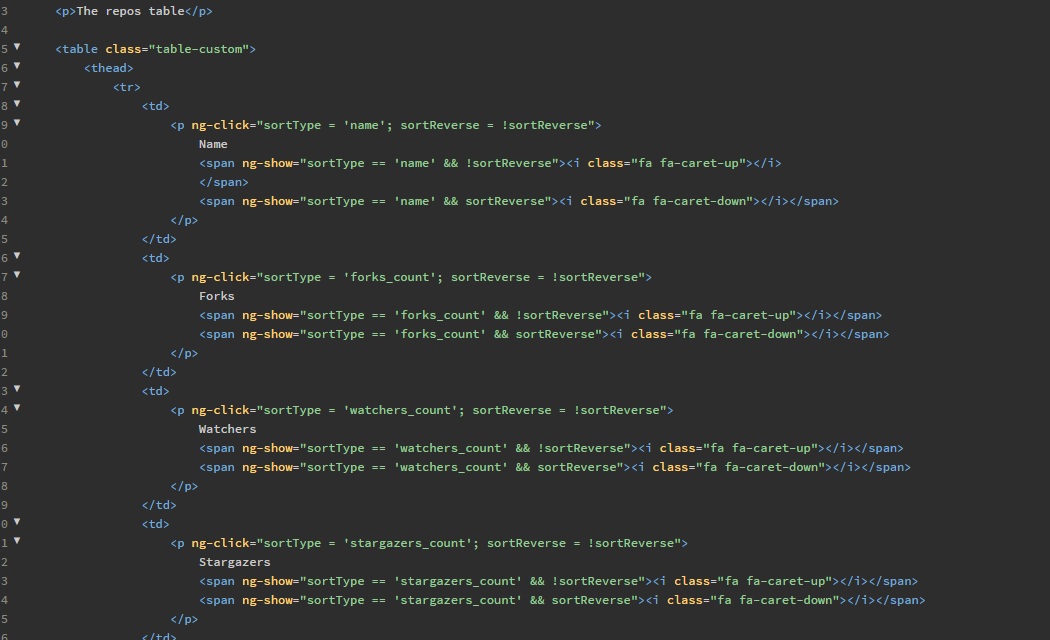 3 <p>The repos table</p>
4
5 <table class="table-custom">
6 <thead>
7 <tr>
8 <td>
9 <p ng-click="sortType = 'name'; sortReverse = !sortReverse">
0 Name
1 <span ng-show="sortType == 'name' && !sortReverse"><i class="fa fa-caret-up"></i>
2 </span>
3 <span ng-show="sortType == 'name' && sortReverse"><i class="fa fa-caret-down"></i></span>
4 </p>
5 </td>
6 <td>
7 <p ng-click="sortType = 'forks_count'; sortReverse = !sortReverse">
8 Forks
9 <span ng-show="sortType == 'forks_count' && !sortReverse"><i class="fa fa-caret-up"></i></span>
0 <span ng-show="sortType == 'forks_count' && sortReverse"><i class="fa fa-caret-down"></i></span>
1 </p>
2 </td>
3 <td>
4 <p ng-click="sortType = 'watchers_count'; sortReverse = !sortReverse">
5 Watchers
6 <span ng-show="sortType == 'watchers_count' && !sortReverse"><i class="fa fa-caret-up"></i></span>
7 <span ng-show="sortType == 'watchers_count' && sortReverse"><i class="fa fa-caret-down"></i></span>
8 </p>
9 </td>
0 <td>
1 <p ng-click="sortType = 'stargazers_count'; sortReverse = !sortReverse">
2 Stargazers
3 <span ng-show="sortType == 'stargazers_count' && !sortReverse"><i class="fa fa-caret-up"></i></span>
4 <span ng-show="sortType == 'stargazers_count' && sortReverse"><i class="fa fa-caret-down"></i></span>
5 </p>
6 </td>